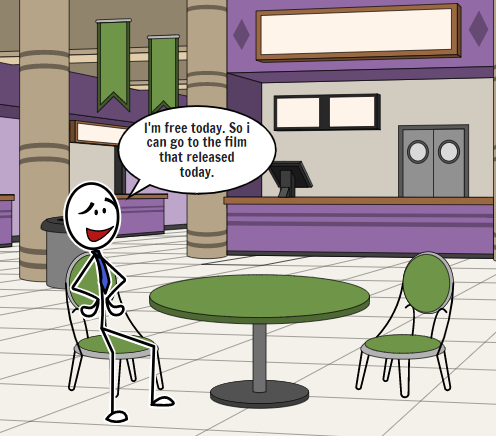 I'm free today. So i
can go to the film
that released
today.